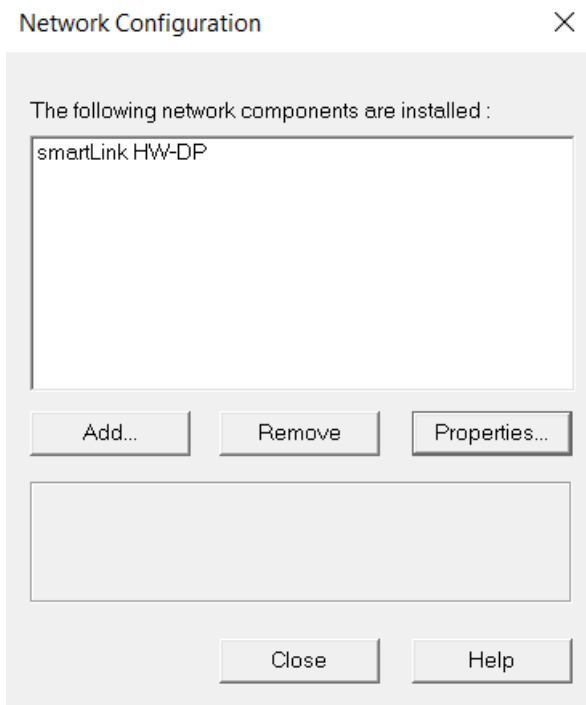 Network Configuration
The following network components are installed :
smartLink HW-DP
Add...
Remove
Properties...
Close
Help